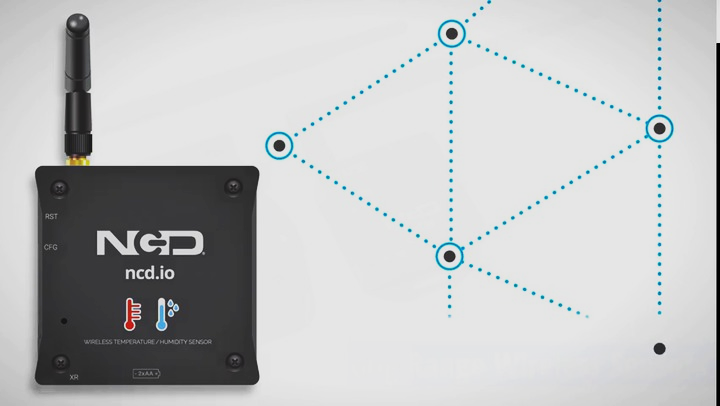 RST
CFG
NCD
ncd.io
WIRELESS TEMPERATURE / HUMIDITY SENSOR
XR
- 2xAA +